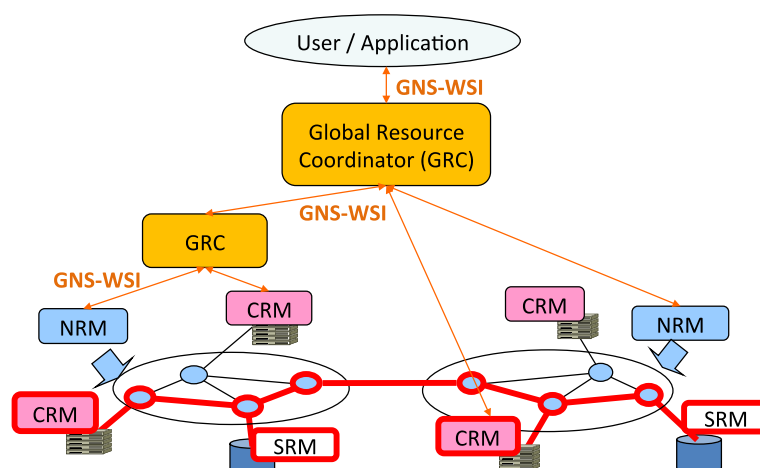 User / Application
GNS-WSI
Global Resource
Coordinator (GRC)
GNS-WSI
GRC
GNS-WSI
CRM
CRM
NRM
NRM
CRM
SRM
CRM
SRM